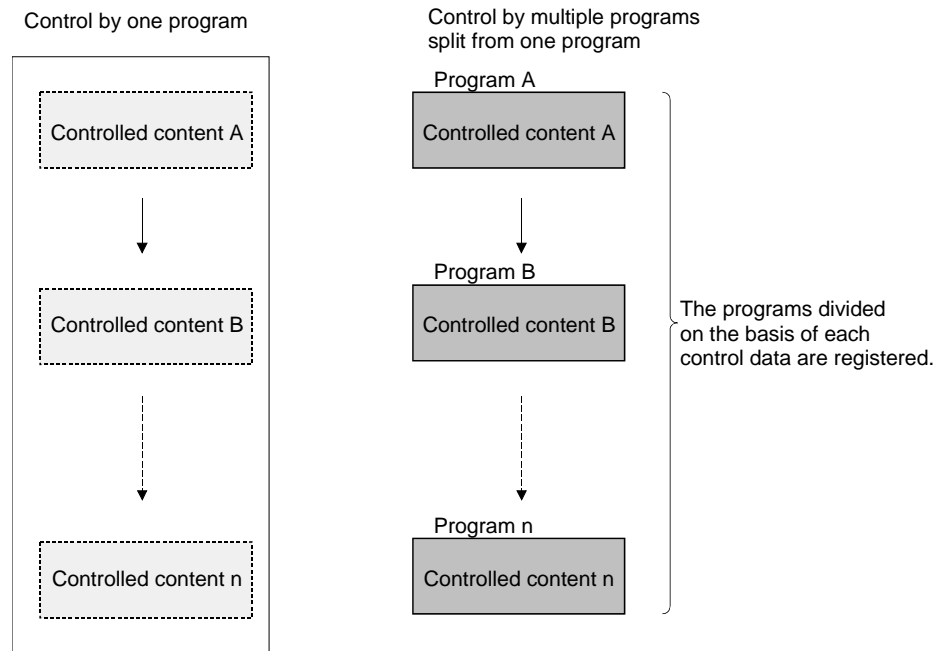 Control by one program
Controlled content A
Controlled content B
Controlled content n
Control by multiple programs
split from one program
Program A
Controlled content A
Program B
Controlled content B
Program n
Controlled content n
The programs divided
on the basis of each
control data are registered.